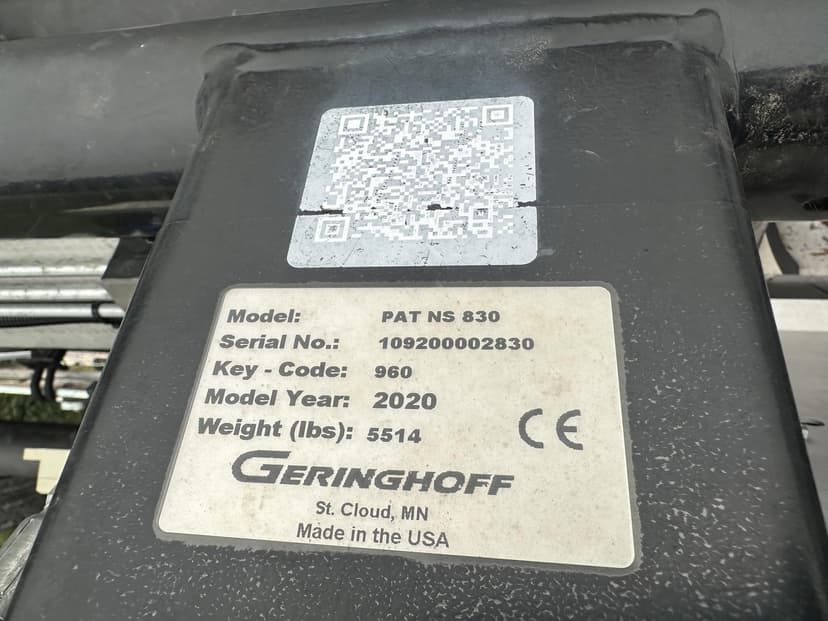 Model: PAT NS 830
Serial No.: 109200002830
Key - Code: 960
Model Year: 2020
Weight (lbs): 5514
CE
GERINGHOFF
St. Cloud, MN
Made in the USA